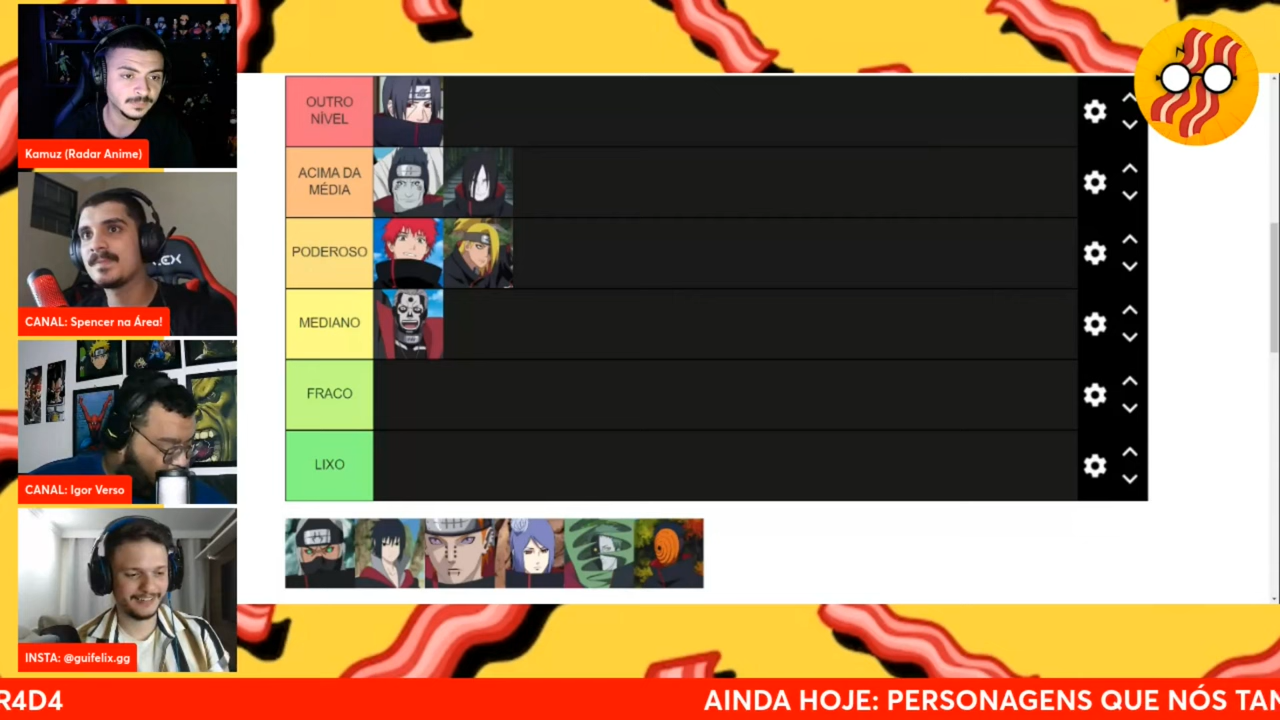 Kamuz (Radar Anime)
CANAL: Spencer na Área!
CANAL: Igor Verso
INSTA: @guifelix.gg
OUTRO
NÍVEL
ACIMA DA
MÉDIA
PODEROSO
MEDIANO
FRACO
LIXO
R4D4
AINDA HOJE: PERSONAGENS QUE NÓS TAN